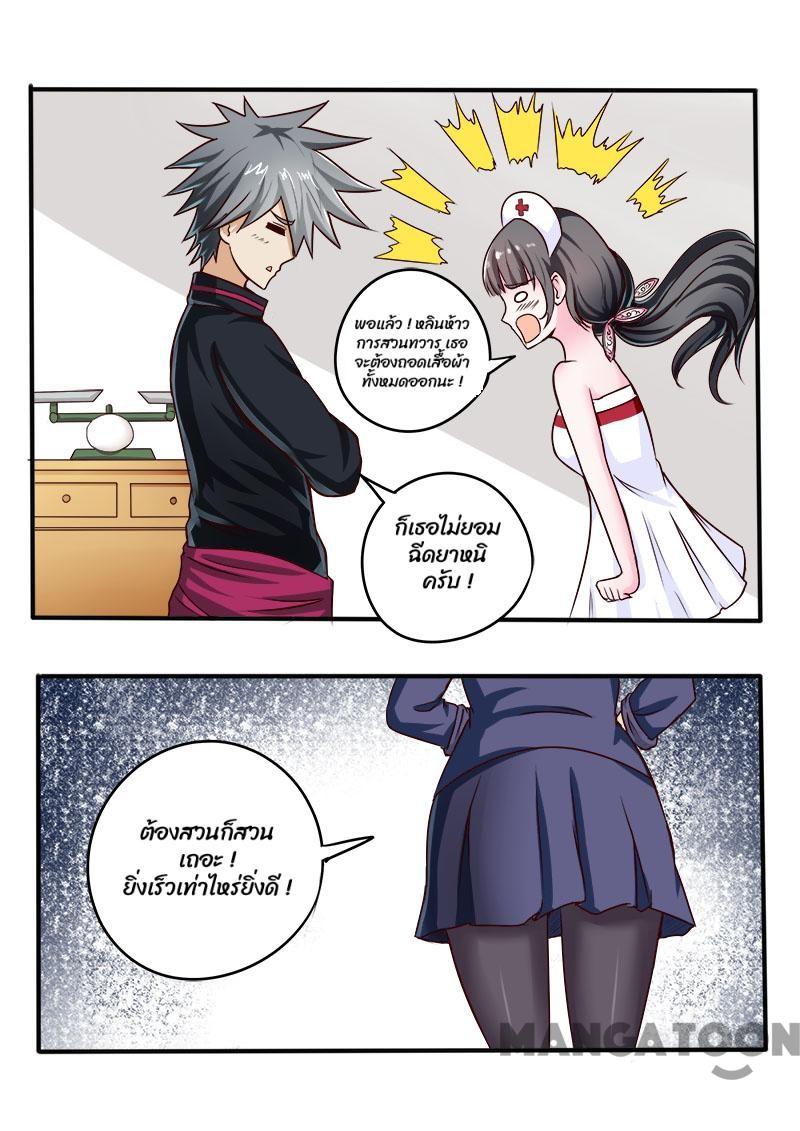 พอแล้ว ! หลินห้าว
การสวนทวาร เธอ
จะต้องถอดเสื้อผ้า
ทั้งหมดออกนะ !
ก็เธอไม่ยอม
ฉีดยาหนิ
ครับ !
ต้องสวนก็สวน
เถอะ !
ยิ่งเร็วเท่าไหร่ยิ่งดี !
MANGATOON